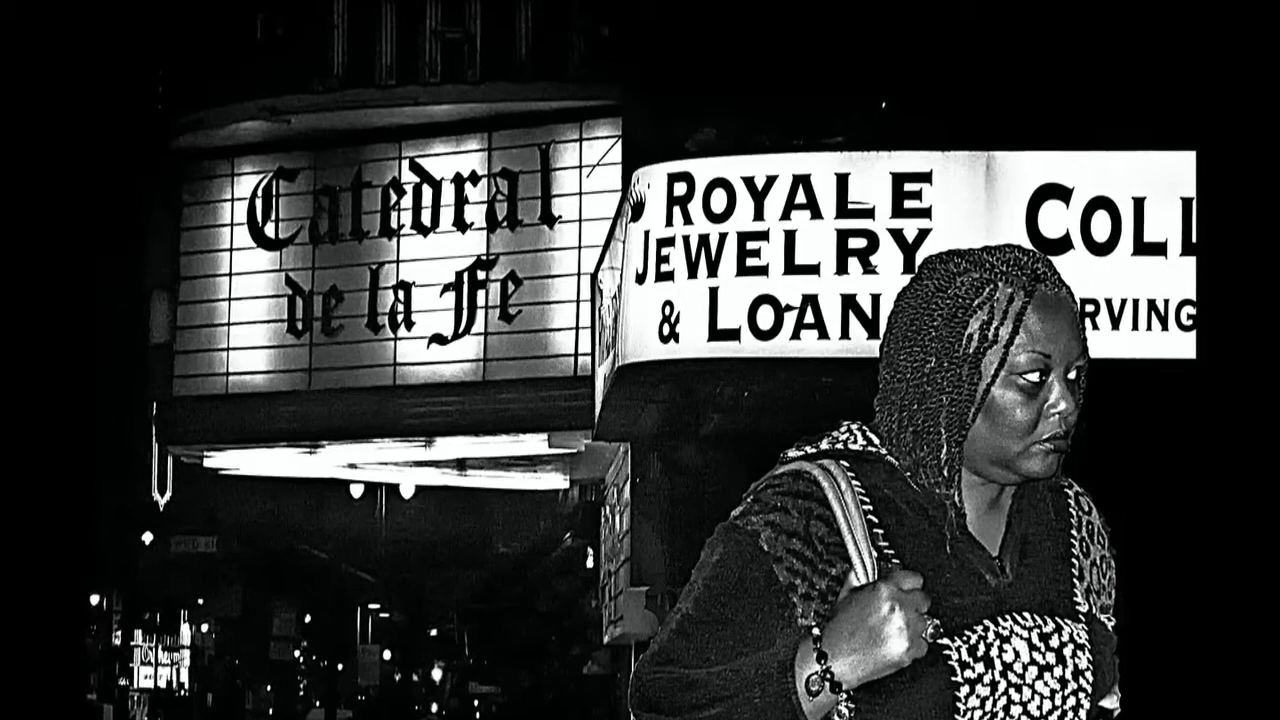 Catedral
de la Fe
ROYALE
JEWELRY
& LOAN
COLL
RVING